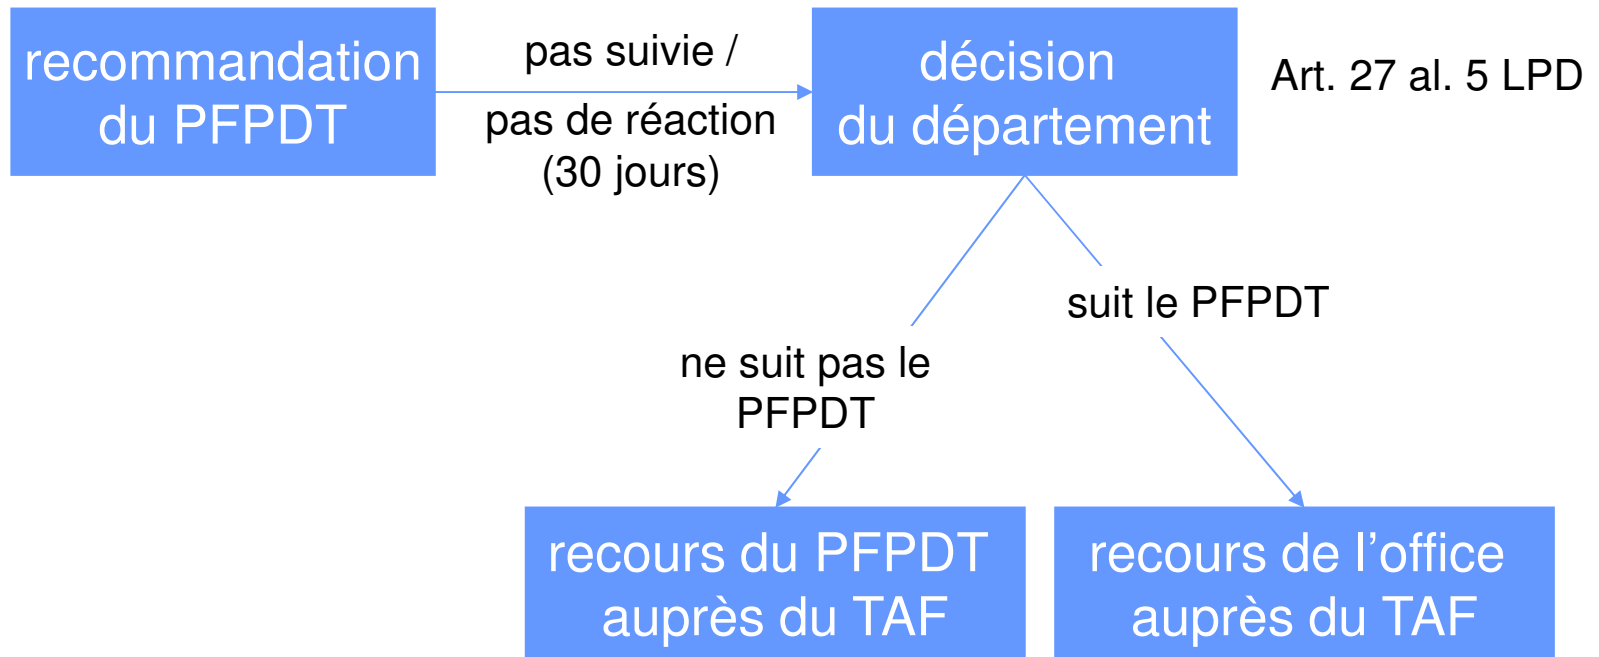 recommandation
du PFPDT
pas suivie /
pas de réaction
(30 jours)
décision
du département
Art. 27 al. 5 LPD
ne suit pas le
PFPDT
suit le PFPDT
recours du PFPDT
auprès du TAF
recours de l’office
auprès du TAF